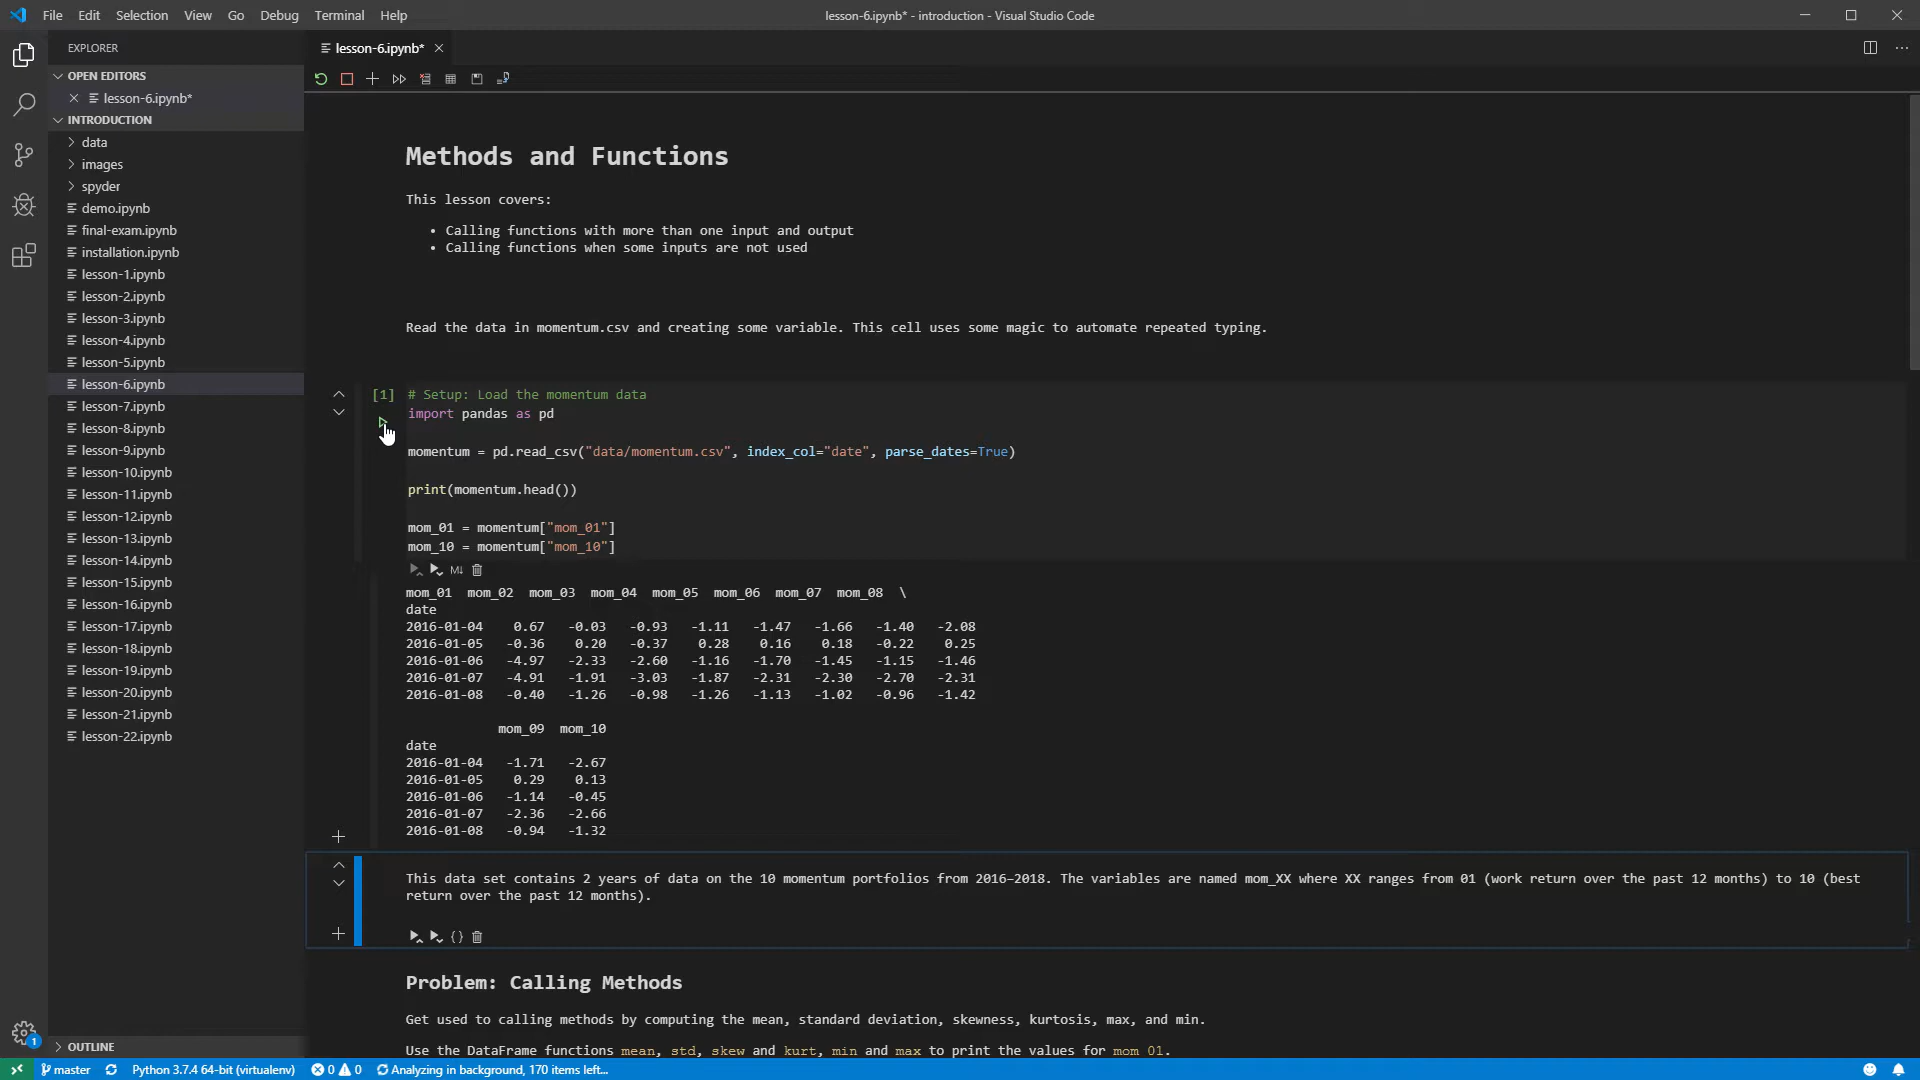 File Edit Selection View Go Debug Terminal Help
lesson-6.ipynb* - introduction - Visual Studio Code
EXPLORER
OPEN EDITORS
lesson-6.ipynb*
INTRODUCTION
data
images
spyder
demo.ipynb
final-exam.ipynb
installation.ipynb
lesson-1.ipynb
lesson-2.ipynb
lesson-3.ipynb
lesson-4.ipynb
lesson-5.ipynb
lesson-6.ipynb
lesson-7.ipynb
lesson-8.ipynb
lesson-9.ipynb
lesson-10.ipynb
lesson-11.ipynb
lesson-12.ipynb
lesson-13.ipynb
lesson-14.ipynb
lesson-15.ipynb
lesson-16.ipynb
lesson-17.ipynb
lesson-18.ipynb
lesson-19.ipynb
lesson-20.ipynb
lesson-21.ipynb
lesson-22.ipynb
OUTLINE
lesson-6.ipynb*
Methods and Functions
This lesson covers:
• Calling functions with more than one input and output
• Calling functions when some inputs are not used
Read the data in momentum.csv and creating some variable. This cell uses some magic to automate repeated typing.
[1] # Setup: Load the momentum data
import pandas as pd
momentum = pd.read_csv("data/momentum.csv", index_col="date", parse_dates=True)
print(momentum.head())
mom_01 = momentum["mom_01"]
mom_10 = momentum["mom_10"]
M↓
mom_01 mom_02 mom_03 mom_04 mom_05 mom_06 mom_07 mom_08 \
date
2016-01-04 0.67 -0.03 -0.93 -1.11 -1.47 -1.66 -1.40 -2.08
2016-01-05 -0.36 0.20 -0.37 0.28 0.16 0.18 -0.22 0.25
2016-01-06 -4.97 -2.33 -2.60 -1.16 -1.70 -1.45 -1.15 -1.46
2016-01-07 -4.91 -1.91 -3.03 -1.87 -2.31 -2.30 -2.70 -2.31
2016-01-08 -0.40 -1.26 -0.98 -1.26 -1.13 -1.02 -0.96 -1.42
mom_09 mom_10
date
2016-01-04 -1.71 -2.67
2016-01-05 0.29 0.13
2016-01-06 -1.14 -0.45
2016-01-07 -2.36 -2.66
2016-01-08 -0.94 -1.32
This data set contains 2 years of data on the 10 momentum portfolios from 2016–2018. The variables are named mom_XX where XX ranges from 01 (work return over the past 12 months) to 10 (best
return over the past 12 months).
{}
Problem: Calling Methods
Get used to calling methods by computing the mean, standard deviation, skewness, kurtosis, max, and min.
Use the DataFrame functions mean, std, skew and kurt, min and max to print the values for mom_01.
1
master Python 3.7.4 64-bit (virtualenv) 0 0 Analyzing in background, 170 items left...